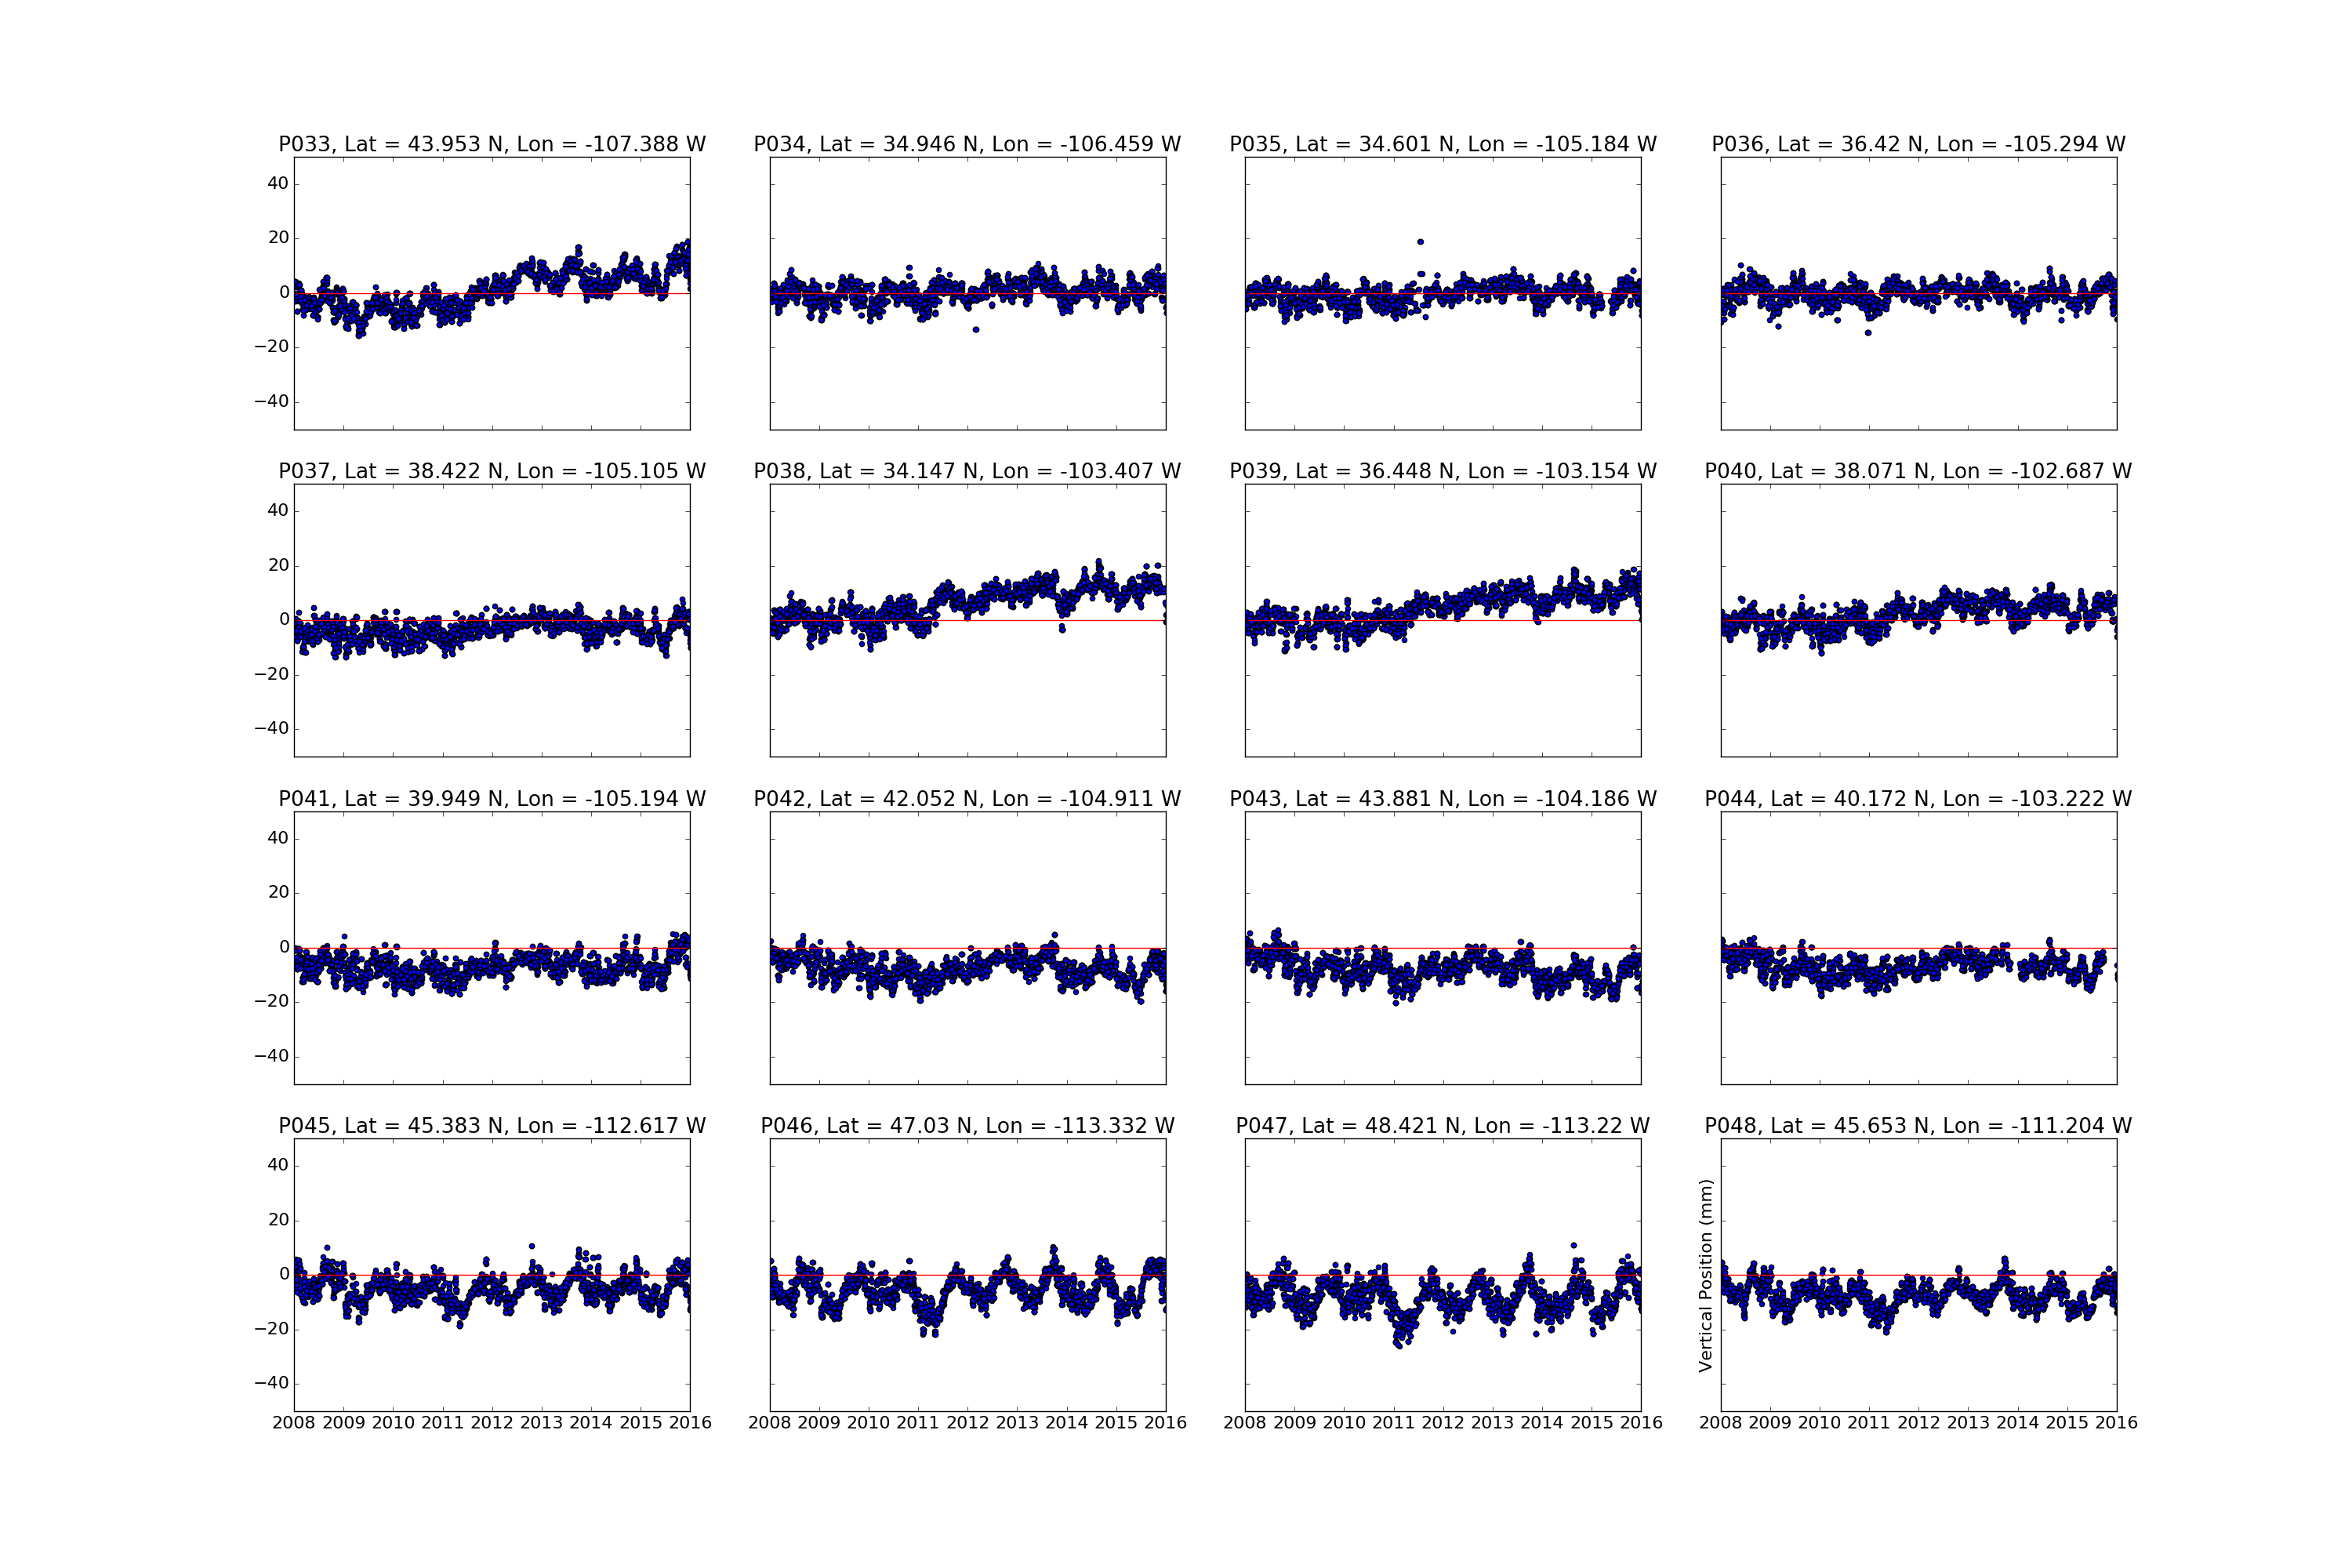 P033, Lat = 43.953 N, Lon = -107.388 W
P034, Lat = 34.946 N, Lon = -106.459 W
P035, Lat = 34.601 N, Lon = -105.184 W
P036, Lat = 36.42 N, Lon = -105.294 W
40
20
0
−20
−40
P037, Lat = 38.422 N, Lon = -105.105 W
P038, Lat = 34.147 N, Lon = -103.407 W
P039, Lat = 36.448 N, Lon = -103.154 W
P040, Lat = 38.071 N, Lon = -102.687 W
40
20
0
−20
−40
P041, Lat = 39.949 N, Lon = -105.194 W
P042, Lat = 42.052 N, Lon = -104.911 W
P043, Lat = 43.881 N, Lon = -104.186 W
P044, Lat = 40.172 N, Lon = -103.222 W
40
20
0
−20
−40
P045, Lat = 45.383 N, Lon = -112.617 W
P046, Lat = 47.03 N, Lon = -113.332 W
P047, Lat = 48.421 N, Lon = -113.22 W
P048, Lat = 45.653 N, Lon = -111.204 W
40
20
0
−20
−40
Vertical Position (mm)
2008 2009 2010 2011 2012 2013 2014 2015 2016
2008 2009 2010 2011 2012 2013 2014 2015 2016
2008 2009 2010 2011 2012 2013 2014 2015 2016
2008 2009 2010 2011 2012 2013 2014 2015 2016